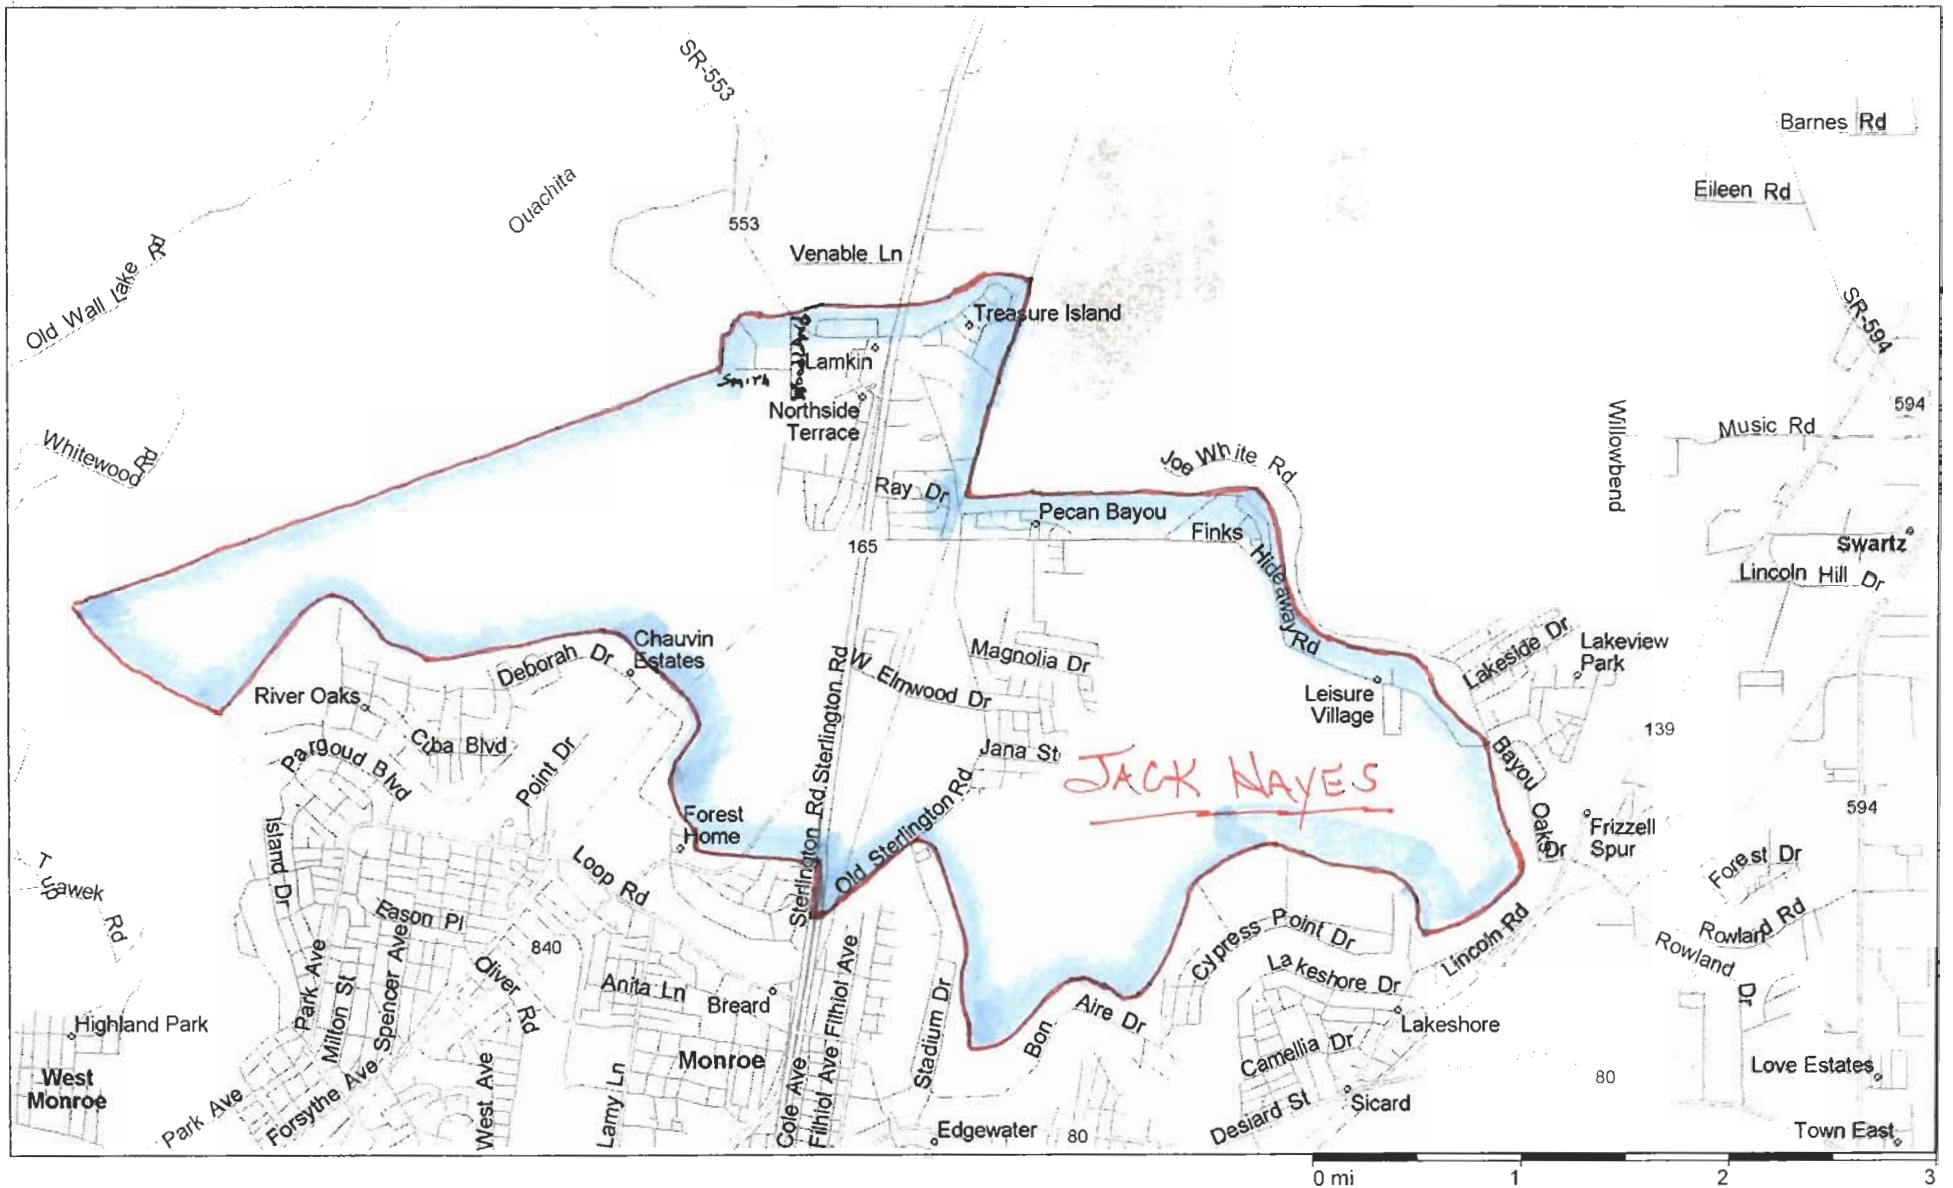 SR-553
Barnes Rd
Eileen Rd
Ouachita
553
Venable Ln
Old Wall Lake Rd
SR-594
Treasure Island
Lamkin
Smith
Northside
Terrace
594
Music Rd
Willowbend
Whitewood Rd
Joe White Rd
Ray Dr
Pecan Bayou
Finks
Hideaway Rd
165
Swartz
Lincoln Hill Dr
Chauvin
Estates
Deborah Dr
Magnolia Dr
W Elmwood Dr
Lakeside Dr
Lakeview
Park
Leisure
Village
River Oaks
Cuba Blvd
Pargoud Blvd
Point Dr
Sterlington Rd
Sterlington Rd
Jana St
139
JACK HAYES
Bayou Oaks Dr
Forest
Home
Old Sterlington Rd
Frizzell
Spur
594
Forest Dr
Island Dr
Loop Rd
Eason Pl
840
Rowland Rd
Rowland Dr
Lincoln Rd
Cypress Point Dr
Lakeshore Dr
Park Ave
Milton St
Spencer Ave
Oliver Rd
Anita Ln
Breard
Filhiol Ave
Filhiol Ave
Stadium Dr
Bon Aire Dr
Lakeshore
Highland Park
Monroe
West
Monroe
Camellia Dr
Love Estates
80
Park Ave
Forsythe Ave
West Ave
Lamy Ln
Cole Ave
Edgewater
80
Desiard St
Sicard
Town East
0 mi 1 2 3